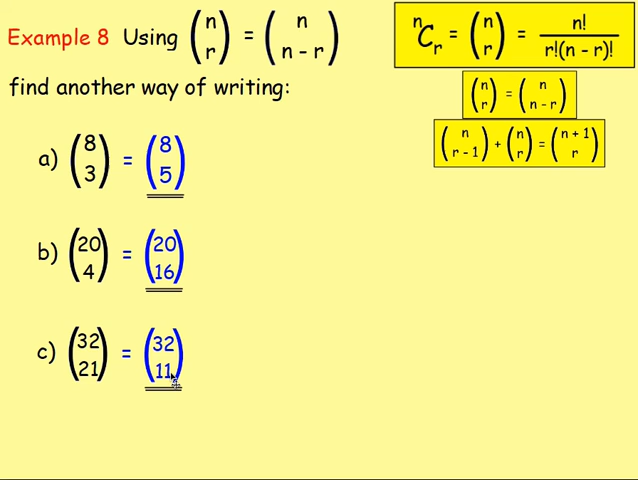 Example 8 Using (n r) = (n n - r)
find another way of writing:
a) (8 3) = (8 5)
b) (20 4) = (20 16)
c) (32 21) = (32 11)
nCr = (n r) = n! / r!(n - r)!
(n r) = (n n - r)
(n r - 1) + (n r) = (n + 1 r)